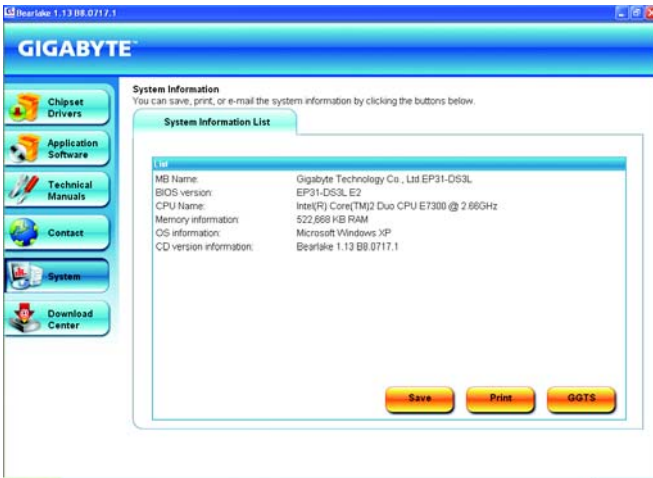 Bearlake 1.13 B8.0717.1
GIGABYTE™
System Information
You can save, print, or e-mail the system information by clicking the buttons below.
System Information List
List
MB Name: Gigabyte Technology Co., Ltd.EP31-DS3L
BIOS version: EP31-DS3L E2
CPU Name: Intel(R) Core(TM)2 Duo CPU E7300 @ 2.66GHz
Memory information: 522,668 KB RAM
OS information: Microsoft Windows XP
CD version information: Bearlake 1.13 B8.0717.1
Chipset
Drivers
Application
Software
Technical
Manuals
Contact
System
Download
Center
Save
Print
GGTS